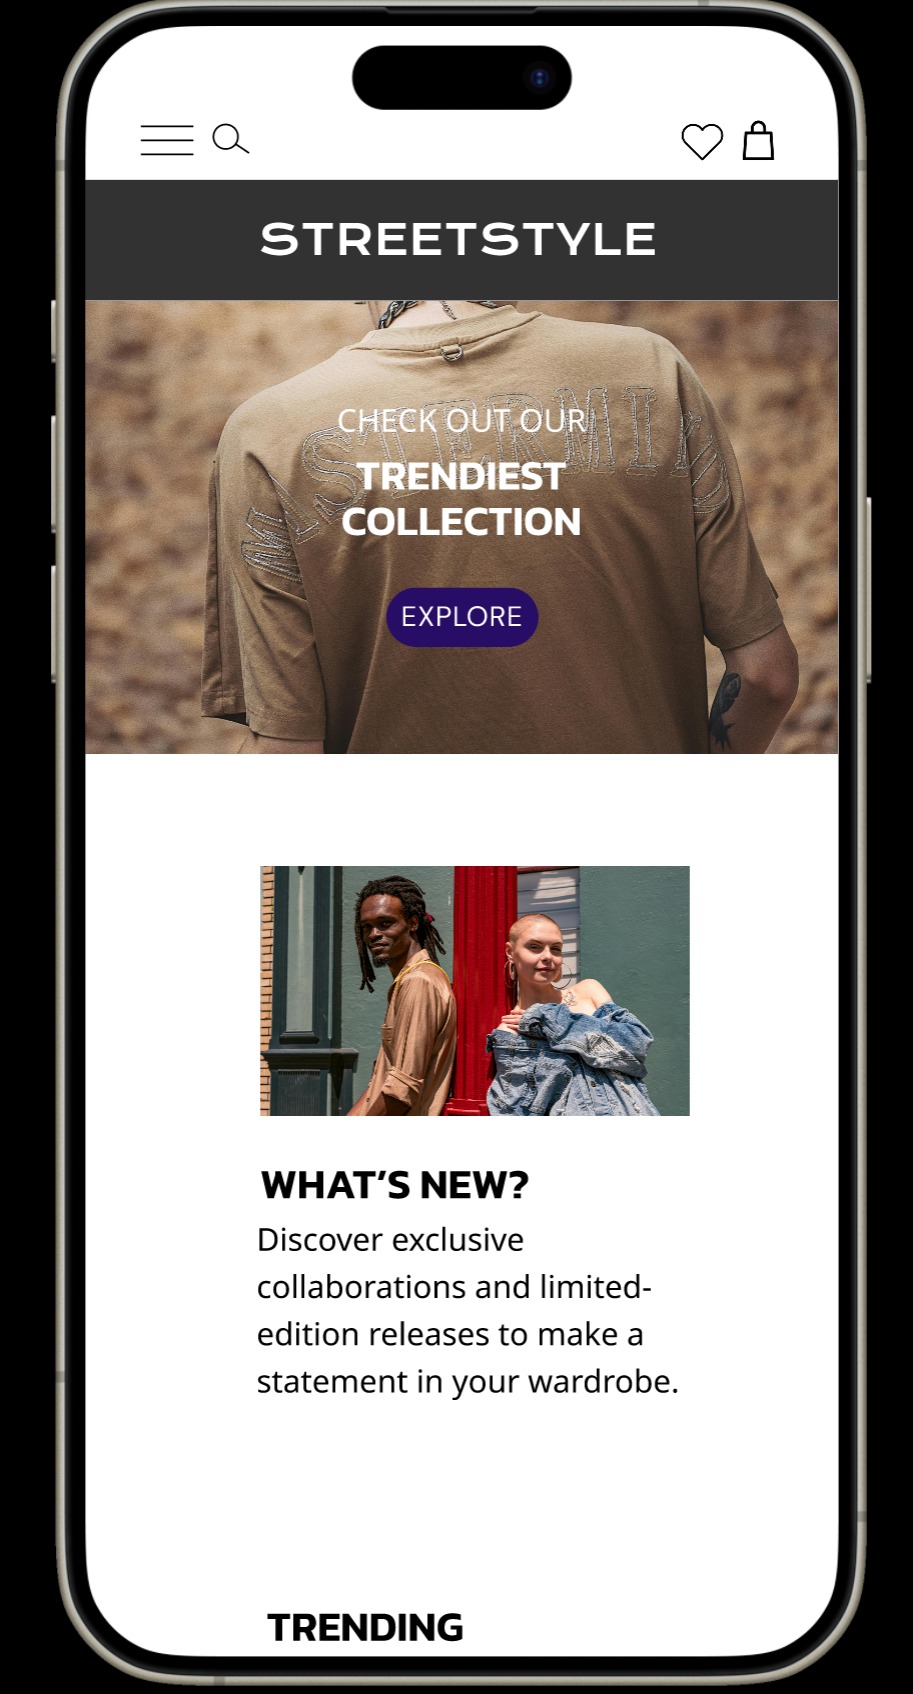 STREETSTYLE
CHECK OUT OUR
TRENDIEST
COLLECTION
EXPLORE
WHAT’S NEW?
Discover exclusive
collaborations and limited-
edition releases to make a
statement in your wardrobe.
TRENDING